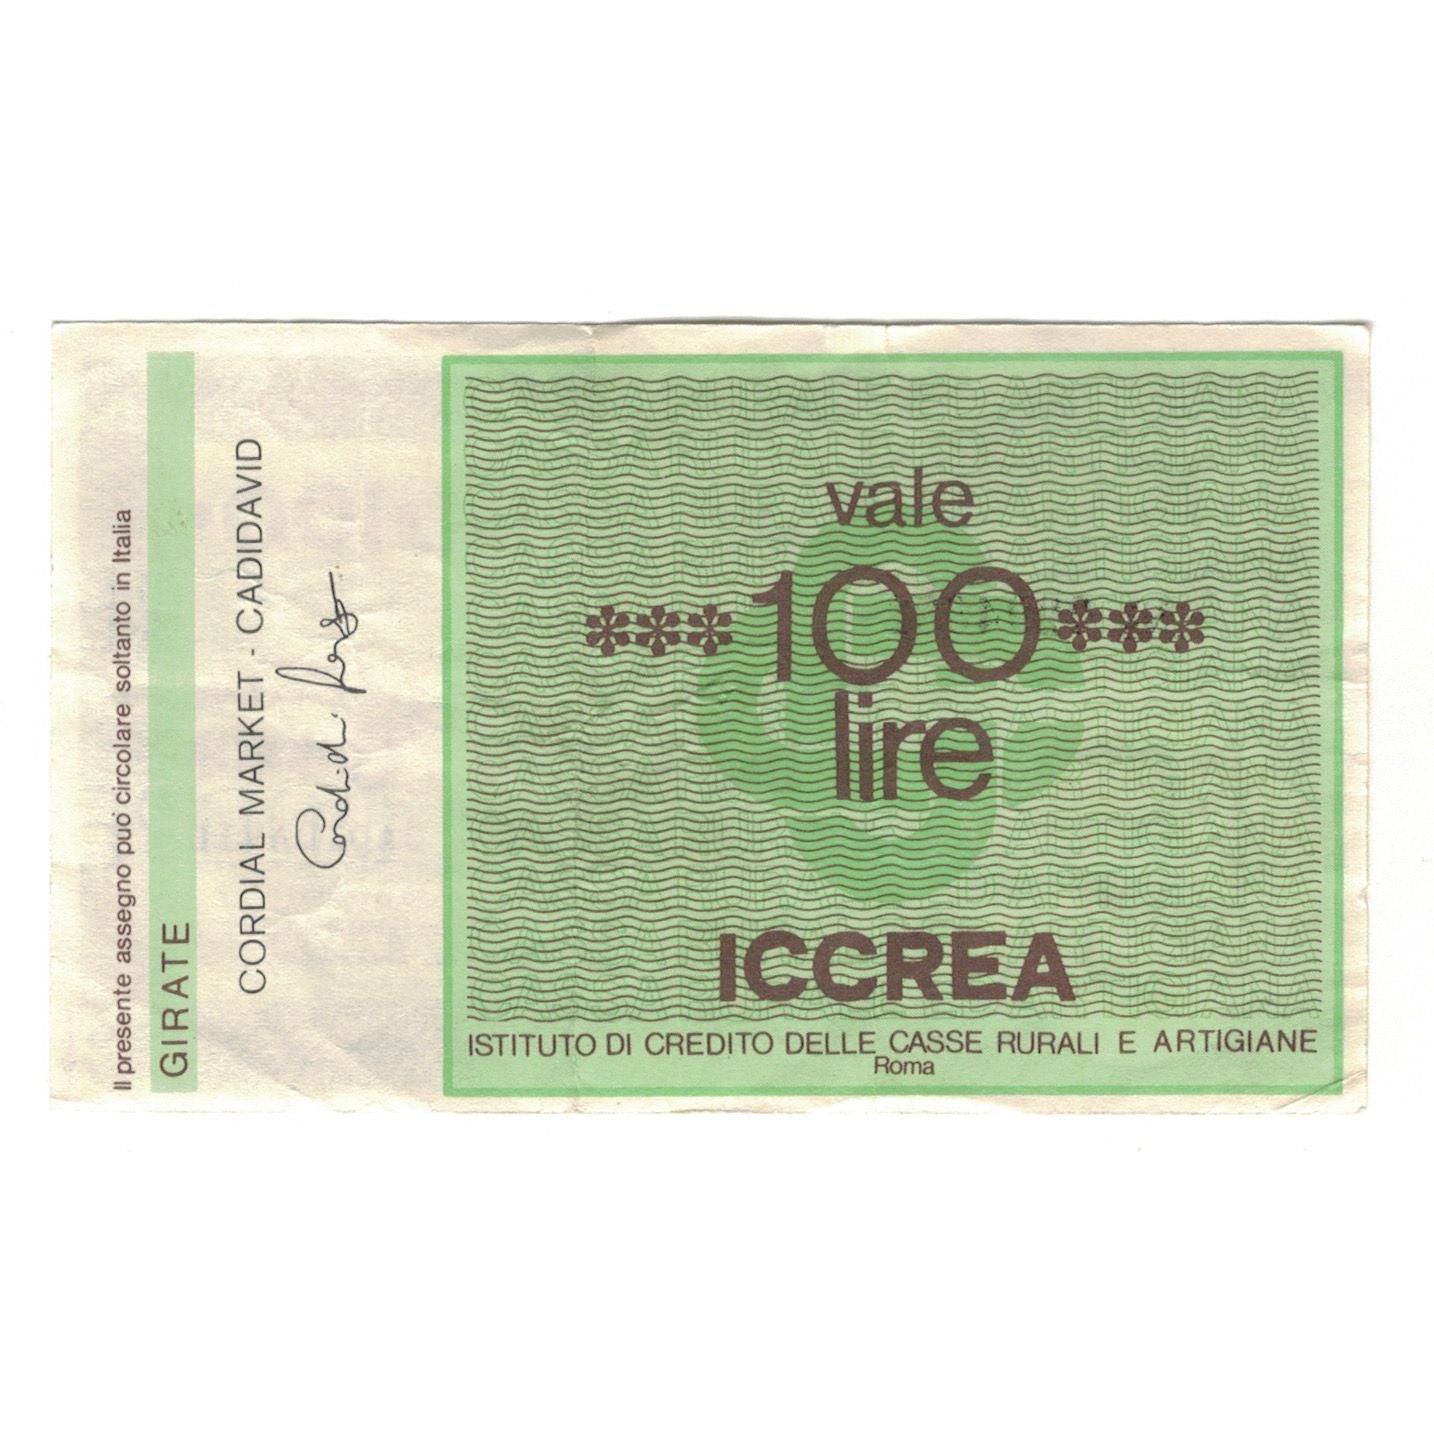 Il presente assegno puo' circolare soltanto in Italia
GIRATE
CORDIAL MARKET - CADIDAVID
vale
***100***
lire
ICCREA
ISTITUTO DI CREDITO DELLE CASSE RURALI E ARTIGIANE
Roma